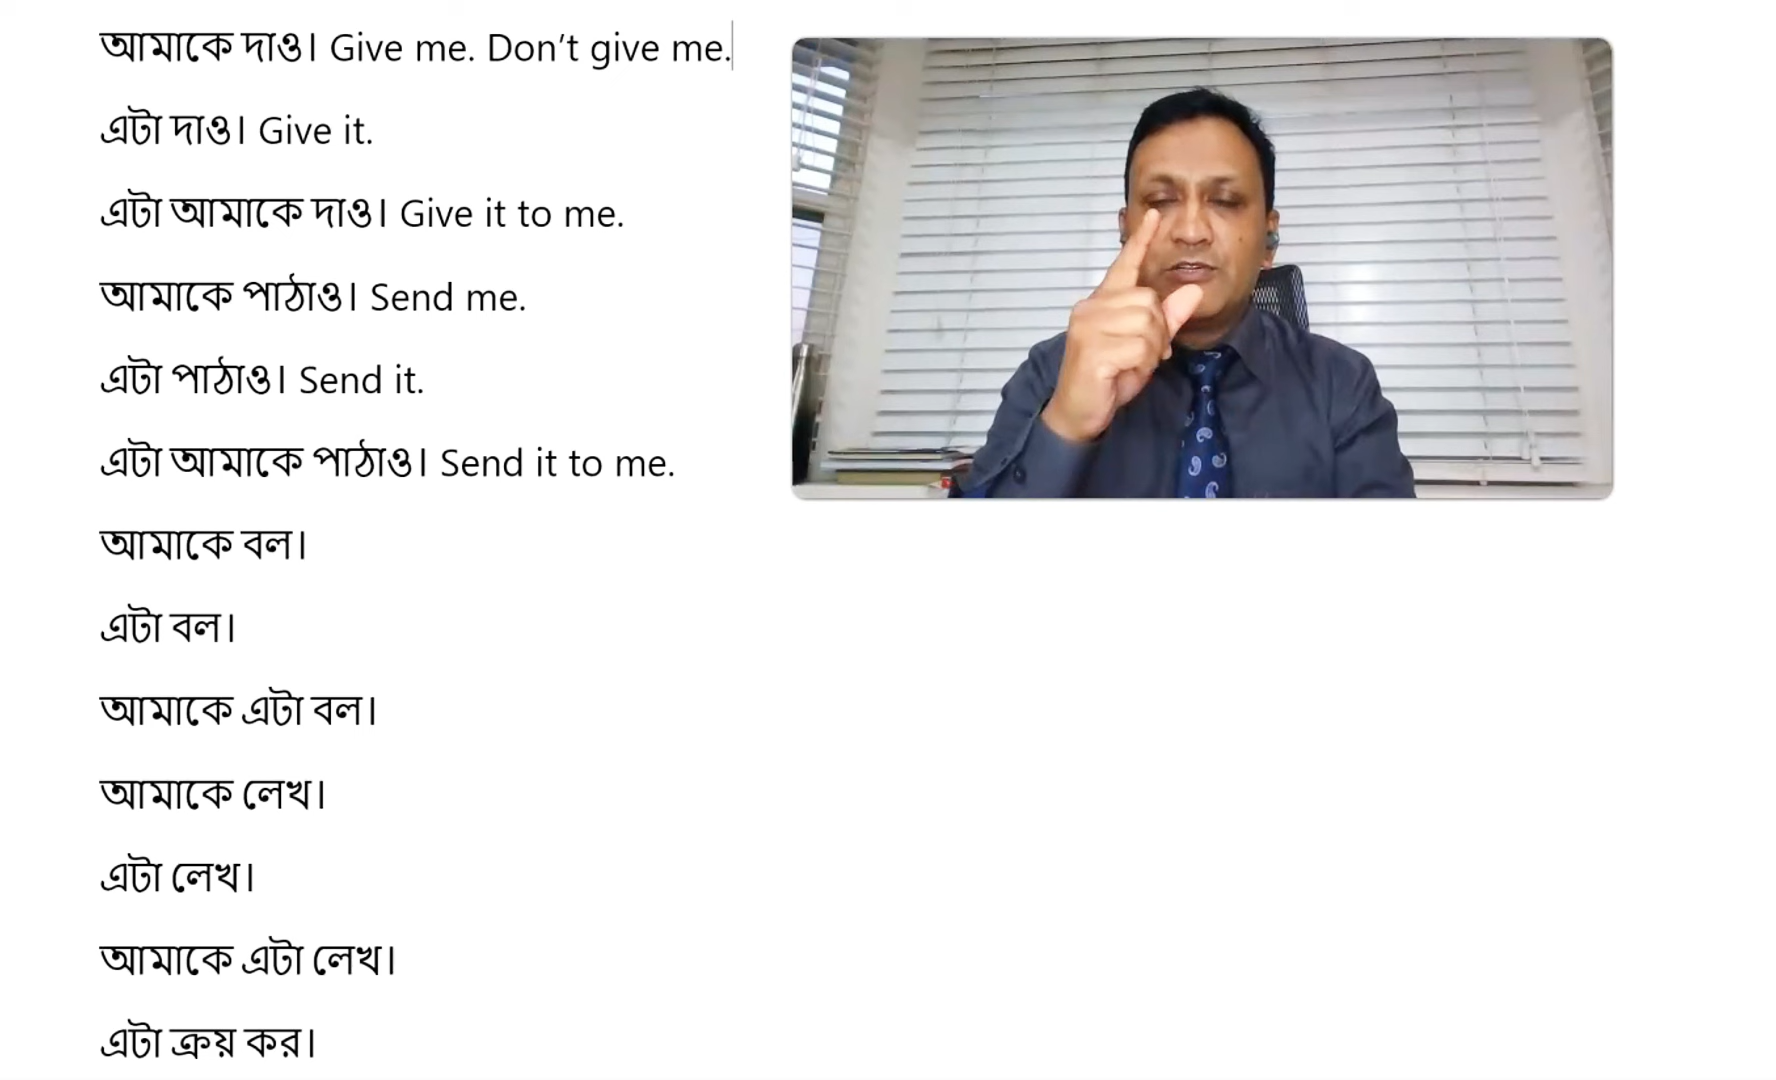 আমাকে দাও। Give me. Don’t give me.
এটা দাও। Give it.
এটা আমাকে দাও। Give it to me.
আমাকে পাঠাও। Send me.
এটা পাঠাও। Send it.
এটা আমাকে পাঠাও। Send it to me.
আমাকে বল।
এটা বল।
আমাকে এটা বল।
আমাকে লেখ।
এটা লেখ।
আমাকে এটা লেখ।
এটা ক্রয় কর।